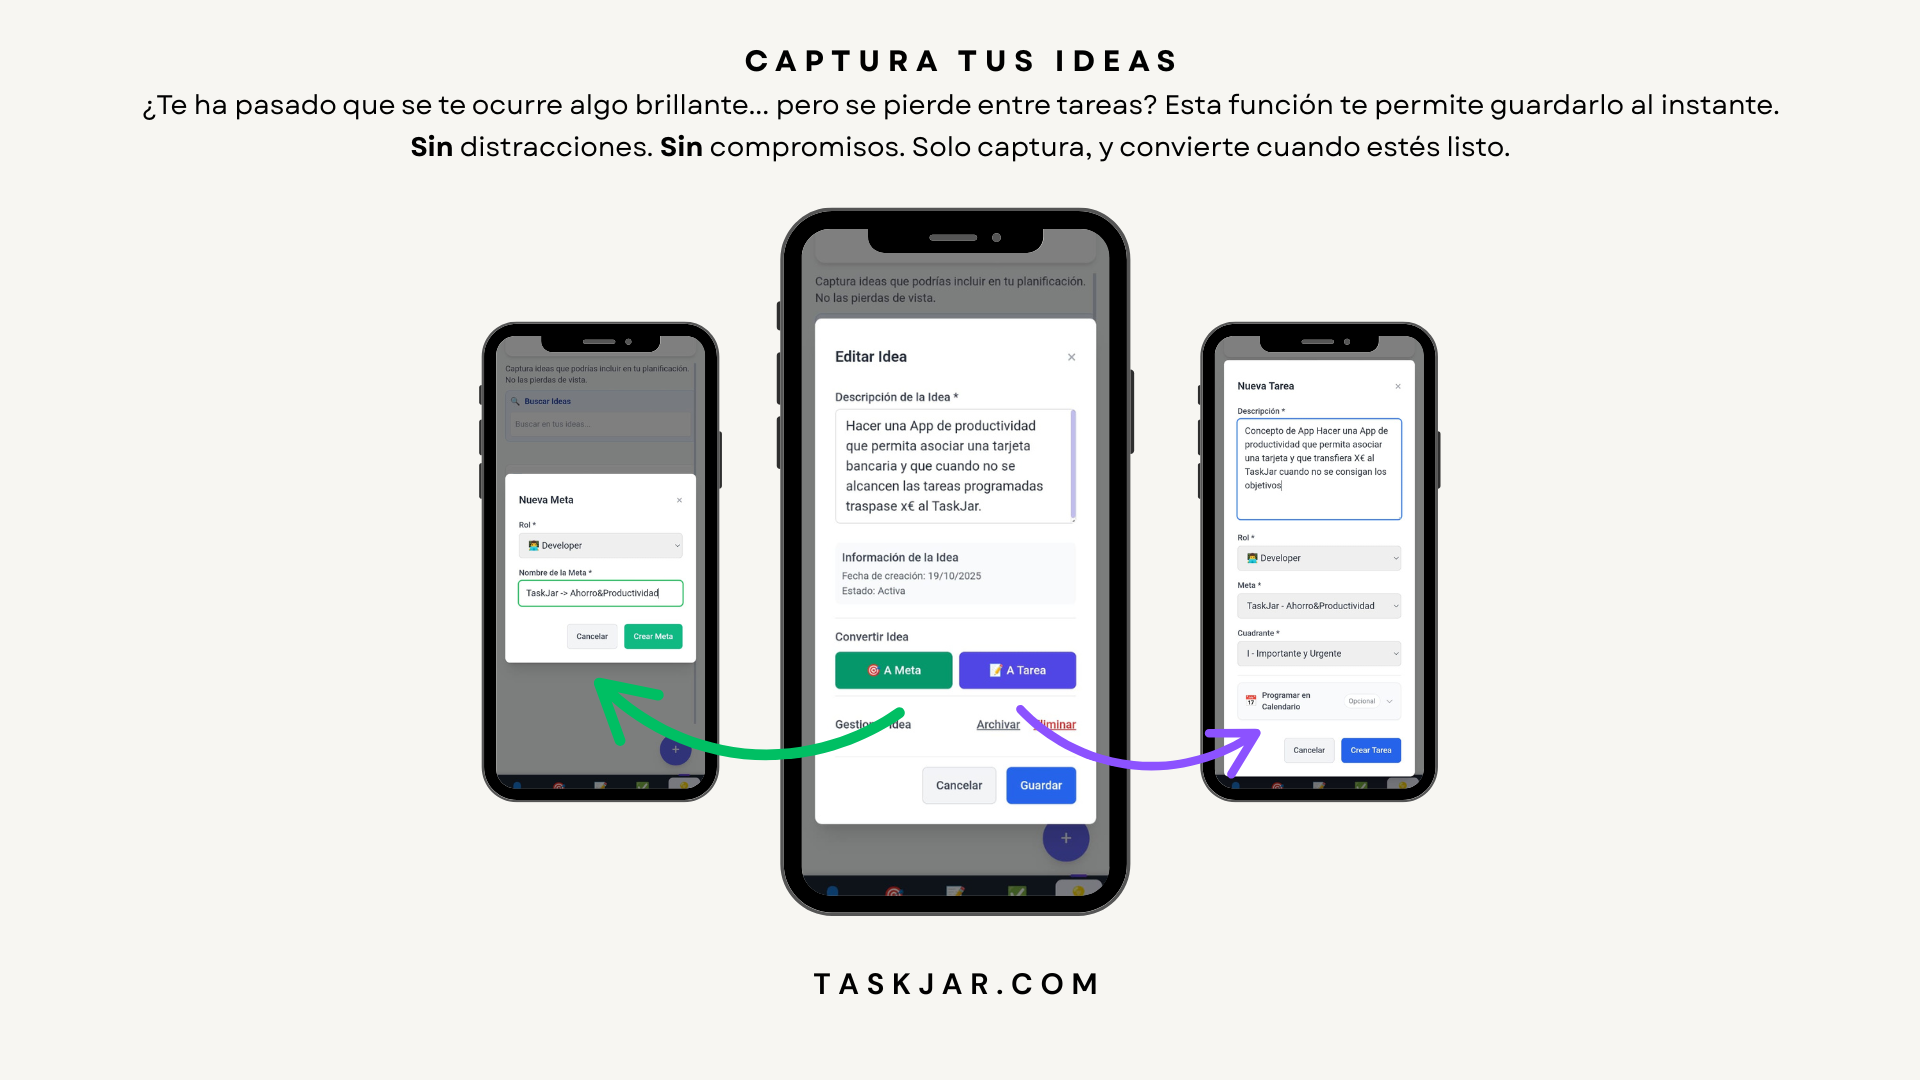 CAPTURA TUS IDEAS
¿Te ha pasado que se te ocurre algo brillante... pero se pierde entre tareas? Esta función te permite guardarlo al instante.
Sin distracciones. Sin compromisos. Solo captura, y convierte cuando estés listo.
Captura ideas que podrías incluir en tu planificación.
No las pierdas de vista.
🔍 Buscar Ideas
Buscar en tus ideas...
Nueva Meta ×
Rol *
👨‍💻 Developer
Nombre de la Meta *
TaskJar -> Ahorro&Productividad
Cancelar Crear Meta
+
Captura ideas que podrías incluir en tu planificación.
No las pierdas de vista.
Editar Idea ×
Descripción de la Idea *
Hacer una App de productividad
que permita asociar una tarjeta
bancaria y que cuando no se
alcancen las tareas programadas
traspase x€ al TaskJar.
Información de la Idea
Fecha de creación: 19/10/2025
Estado: Activa
Convertir Idea
🎯 A Meta 📝 A Tarea
Idea Archivar
Cancelar Guardar
+
Nueva Tarea ×
Descripción *
Concepto de App Hacer una App de
productividad que permita asociar
una tarjeta y que transfiera X€ al
TaskJar cuando no se consigan los
objetivos
Rol *
👨‍💻 Developer
Meta *
TaskJar - Ahorro&Productividad
Cuadrante *
I - Importante y Urgente
📅 Programar en
Calendario
Opcional
Cancelar Crear Tarea
TASKJAR.COM